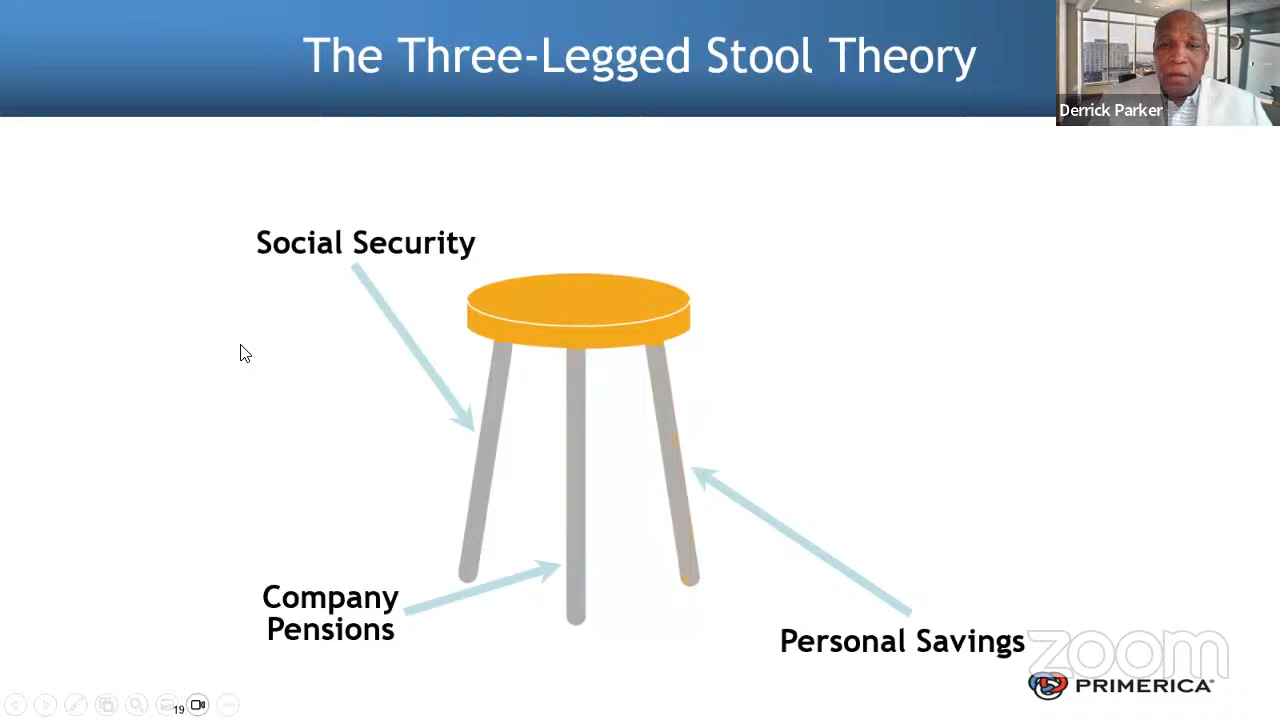 The Three-Legged Stool Theory
Derrick Parker
Social Security
Company
Pensions
Personal Savings
zoom
PRIMERICA
19